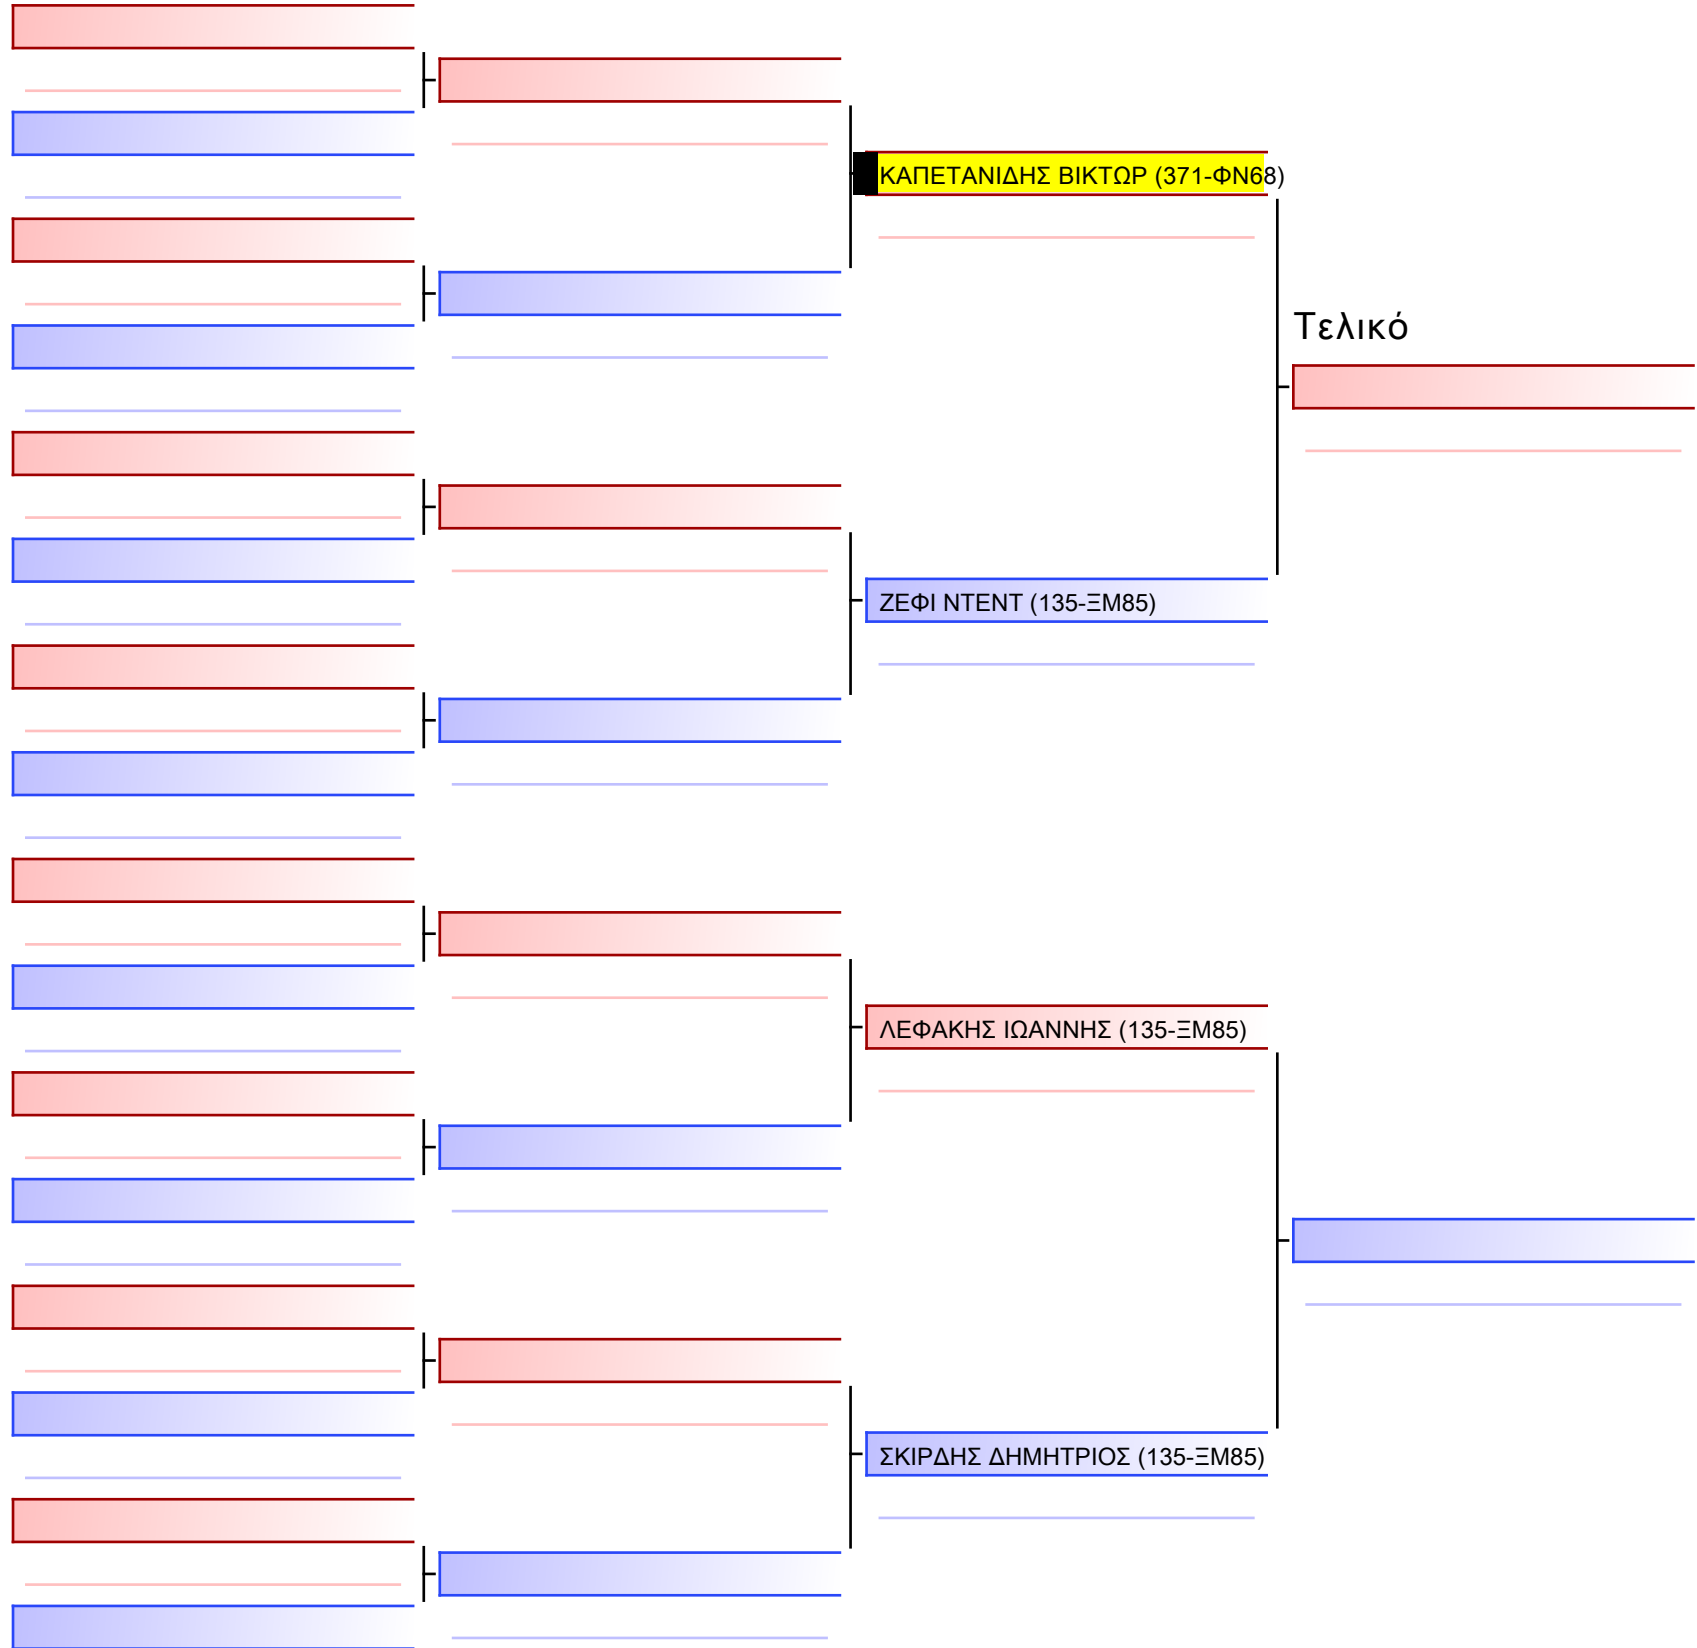 ΚΑΠΕΤΑΝΙΔΗΣ ΒΙΚΤΩΡ (371-ΦΝ68)
Τελικό
ΖΕΦΙ ΝΤΕΝΤ (135-ΞΜ85)
ΛΕΦΑΚΗΣ ΙΩΑΝΝΗΣ (135-ΞΜ85)
ΣΚΙΡΔΗΣ ΔΗΜΗΤΡΙΟΣ (135-ΞΜ85)